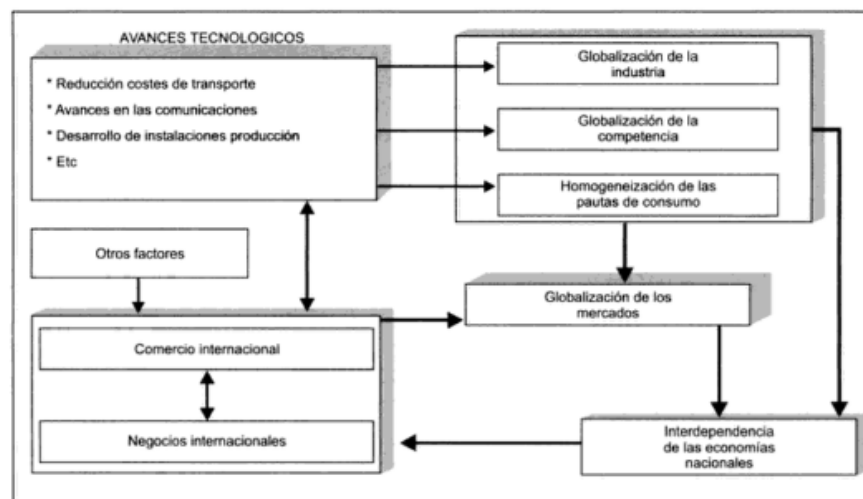 AVANCES TECNOLOGICOS
* Reducción costes de transporte
* Avances en las comunicaciones
* Desarrollo de instalaciones producción
* Etc
Globalización de la
industria
Globalización de la
competencia
Homogeneización de las
pautas de consumo
Otros factores
Globalización de los
mercados
Comercio internacional
Negocios internacionales
Interdependencia
de las economías
nacionales